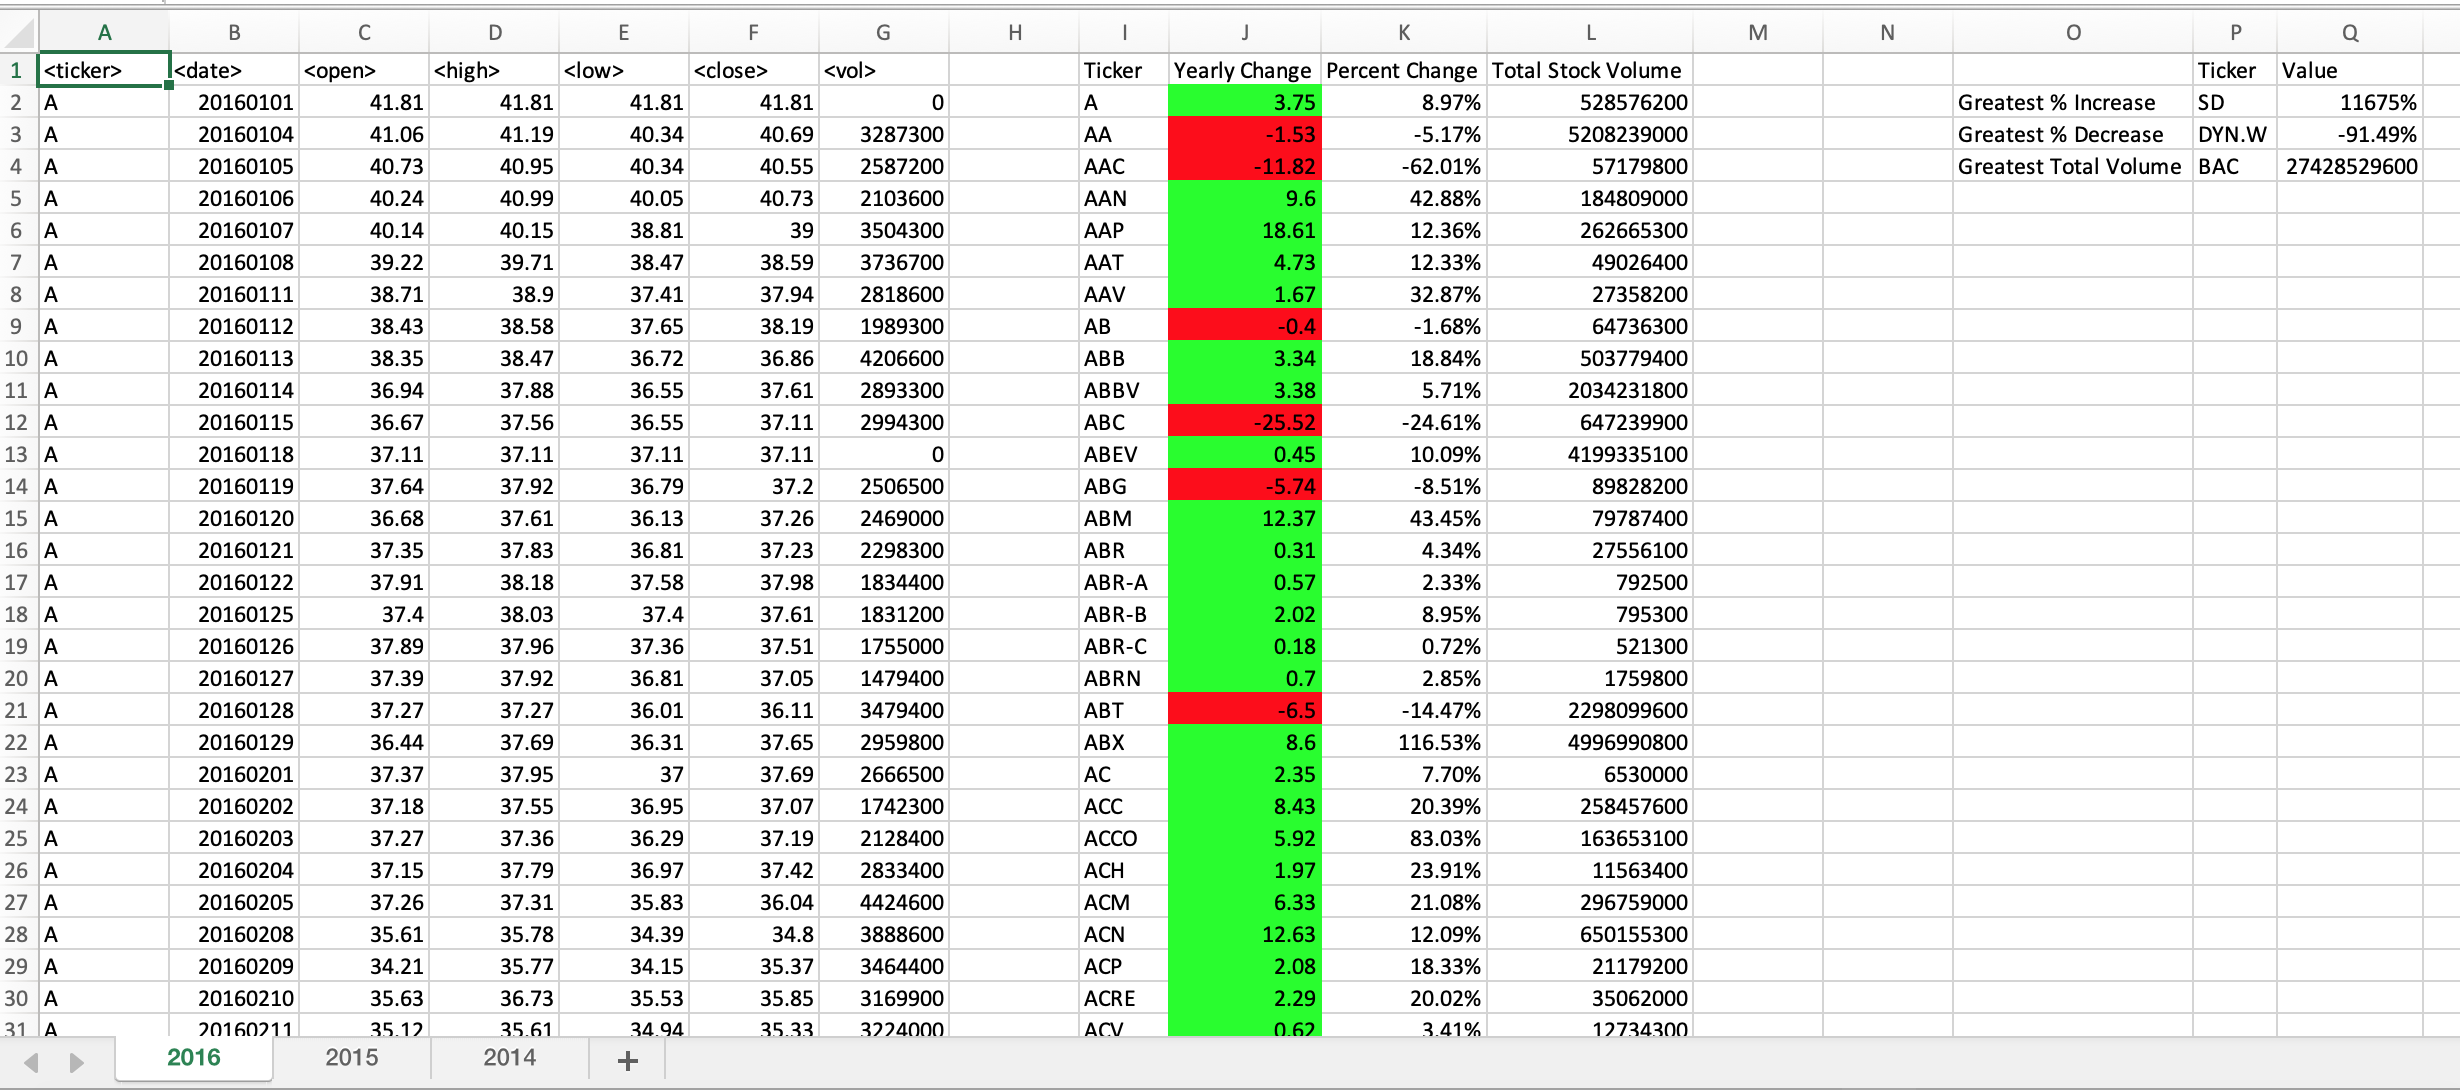 A B C D E F G H I J K L M N O P Q
1 <ticker> <date> <open> <high> <low> <close> <vol> Ticker Yearly Change Percent Change Total Stock Volume Ticker Value
2 A 20160101 41.81 41.81 41.81 41.81 0 A 3.75 8.97% 528576200 Greatest % Increase SD 11675%
3 A 20160104 41.06 41.19 40.34 40.69 3287300 AA -1.53 -5.17% 5208239000 Greatest % Decrease DYN.W -91.49%
4 A 20160105 40.73 40.95 40.34 40.55 2587200 AAC -11.82 -62.01% 57179800 Greatest Total Volume BAC 27428529600
5 A 20160106 40.24 40.99 40.05 40.73 2103600 AAN 9.6 42.88% 184809000
6 A 20160107 40.14 40.15 38.81 39 3504300 AAP 18.61 12.36% 262665300
7 A 20160108 39.22 39.71 38.47 38.59 3736700 AAT 4.73 12.33% 49026400
8 A 20160111 38.71 38.9 37.41 37.94 2818600 AAV 1.67 32.87% 27358200
9 A 20160112 38.43 38.58 37.65 38.19 1989300 AB -0.4 -1.68% 64736300
10 A 20160113 38.35 38.47 36.72 36.86 4206600 ABB 3.34 18.84% 503779400
11 A 20160114 36.94 37.88 36.55 37.61 2893300 ABBV 3.38 5.71% 2034231800
12 A 20160115 36.67 37.56 36.55 37.11 2994300 ABC -25.52 -24.61% 647239900
13 A 20160118 37.11 37.11 37.11 37.11 0 ABEV 0.45 10.09% 4199335100
14 A 20160119 37.64 37.92 36.79 37.2 2506500 ABG -5.74 -8.51% 89828200
15 A 20160120 36.68 37.61 36.13 37.26 2469000 ABM 12.37 43.45% 79787400
16 A 20160121 37.35 37.83 36.81 37.23 2298300 ABR 0.31 4.34% 27556100
17 A 20160122 37.91 38.18 37.58 37.98 1834400 ABR-A 0.57 2.33% 792500
18 A 20160125 37.4 38.03 37.4 37.61 1831200 ABR-B 2.02 8.95% 795300
19 A 20160126 37.89 37.96 37.36 37.51 1755000 ABR-C 0.18 0.72% 521300
20 A 20160127 37.39 37.92 36.81 37.05 1479400 ABRN 0.7 2.85% 1759800
21 A 20160128 37.27 37.27 36.01 36.11 3479400 ABT -6.5 -14.47% 2298099600
22 A 20160129 36.44 37.69 36.31 37.65 2959800 ABX 8.6 116.53% 4996990800
23 A 20160201 37.37 37.95 37 37.69 2666500 AC 2.35 7.70% 6530000
24 A 20160202 37.18 37.55 36.95 37.07 1742300 ACC 8.43 20.39% 258457600
25 A 20160203 37.27 37.36 36.29 37.19 2128400 ACCO 5.92 83.03% 163653100
26 A 20160204 37.15 37.79 36.97 37.42 2833400 ACH 1.97 23.91% 11563400
27 A 20160205 37.26 37.31 35.83 36.04 4424600 ACM 6.33 21.08% 296759000
28 A 20160208 35.61 35.78 34.39 34.8 3888600 ACN 12.63 12.09% 650155300
29 A 20160209 34.21 35.77 34.15 35.37 3464400 ACP 2.08 18.33% 21179200
30 A 20160210 35.63 36.73 35.53 35.85 3169900 ACRE 2.29 20.02% 35062000
31 A 20160211 35.12 35.61 34.94 35.33 3224000 ACV 0.62 3.41% 12734300
2016 2015 2014 +